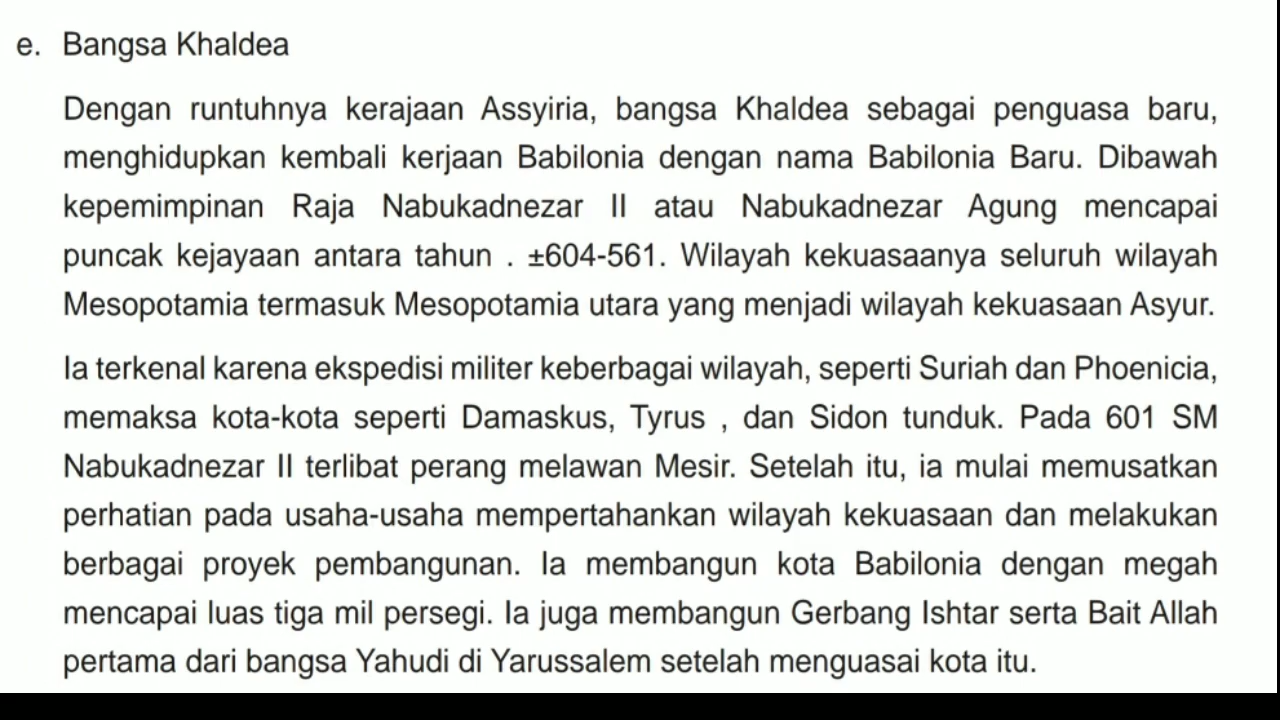 e. Bangsa Khaldea
Dengan runtuhnya kerajaan Assyiria, bangsa Khaldea sebagai penguasa baru,
menghidupkan kembali kerjaan Babilonia dengan nama Babilonia Baru. Dibawah
kepemimpinan Raja Nabukadnezar II atau Nabukadnezar Agung mencapai
puncak kejayaan antara tahun . ±604-561. Wilayah kekuasaanya seluruh wilayah
Mesopotamia termasuk Mesopotamia utara yang menjadi wilayah kekuasaan Asyur.
Ia terkenal karena ekspedisi militer keberbagai wilayah, seperti Suriah dan Phoenicia,
memaksa kota-kota seperti Damaskus, Tyrus , dan Sidon tunduk. Pada 601 SM
Nabukadnezar II terlibat perang melawan Mesir. Setelah itu, ia mulai memusatkan
perhatian pada usaha-usaha mempertahankan wilayah kekuasaan dan melakukan
berbagai proyek pembangunan. Ia membangun kota Babilonia dengan megah
mencapai luas tiga mil persegi. Ia juga membangun Gerbang Ishtar serta Bait Allah
pertama dari bangsa Yahudi di Yarussalem setelah menguasai kota itu.